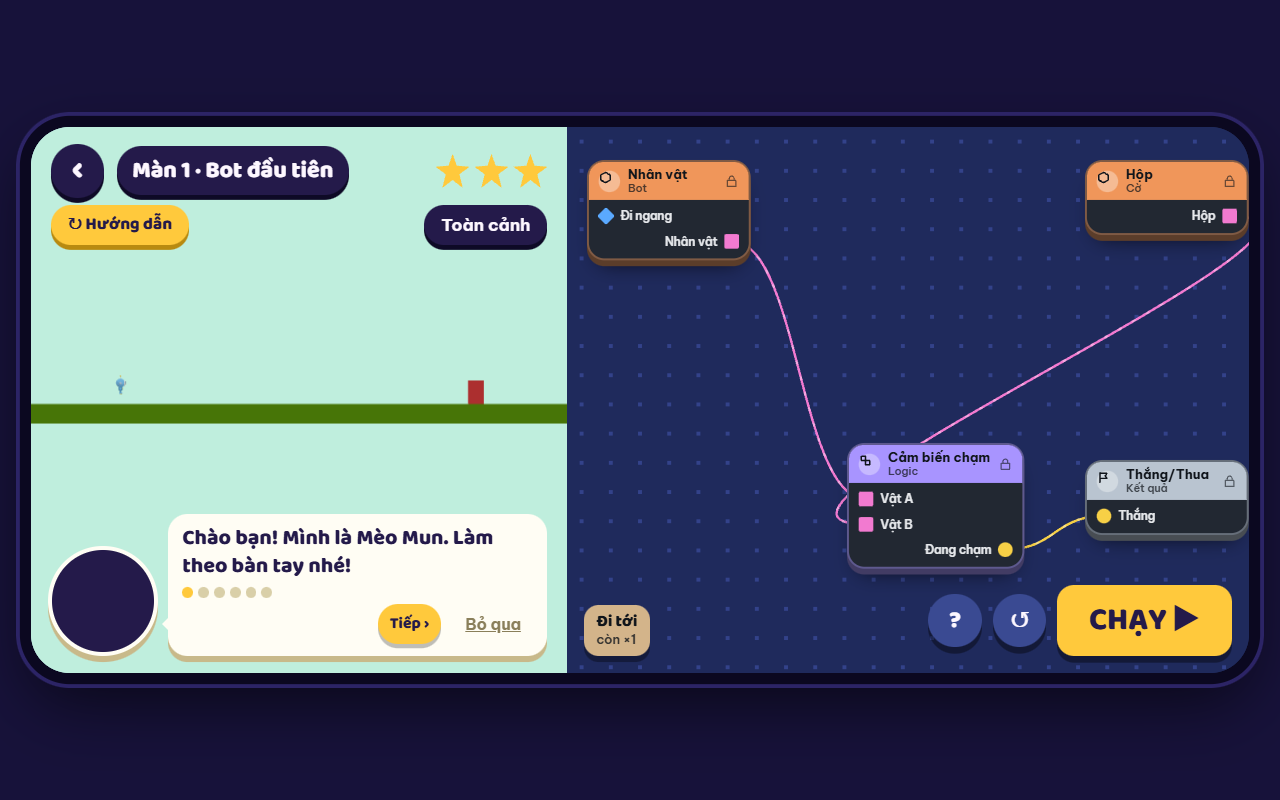 Màn 1 • Bot đầu tiên
↻ Hướng dẫn
Toàn cảnh
Chào bạn! Mình là Mèo Mun. Làm
theo bàn tay nhé!
Tiếp ›
Bỏ qua
Nhân vật
Bot
Đi ngang
Nhân vật
Hộp
Cờ
Hộp
Cảm biến chạm
Logic
Vật A
Vật B
Đang chạm
Thắng/Thua
Kết quả
Thắng
Đi tới
còn ×1
?
↺
CHẠY ▶